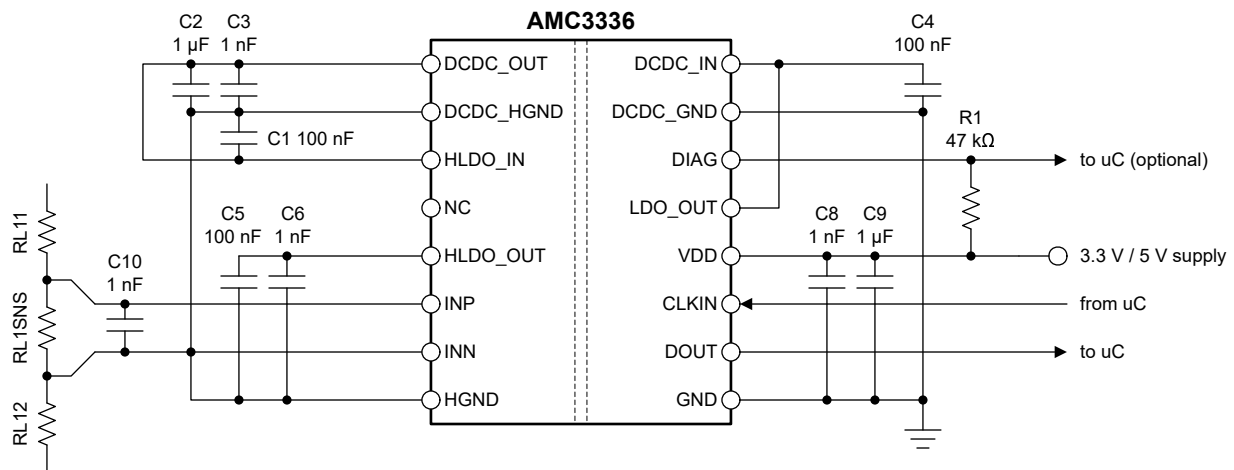 AMC3336
C2
1 µF
C3
1 nF
C4
100 nF
DCDC_OUT
DCDC_IN
DCDC_HGND
DCDC_GND
C1 100 nF
R1
47 kΩ
HLDO_IN
DIAG
to uC (optional)
NC
LDO_OUT
RL11
C5
100 nF
C6
1 nF
C8
1 nF
C9
1 µF
HLDO_OUT
VDD
3.3 V / 5 V supply
C10
1 nF
INP
CLKIN
from uC
RL1SNS
INN
DOUT
to uC
HGND
GND
RL12